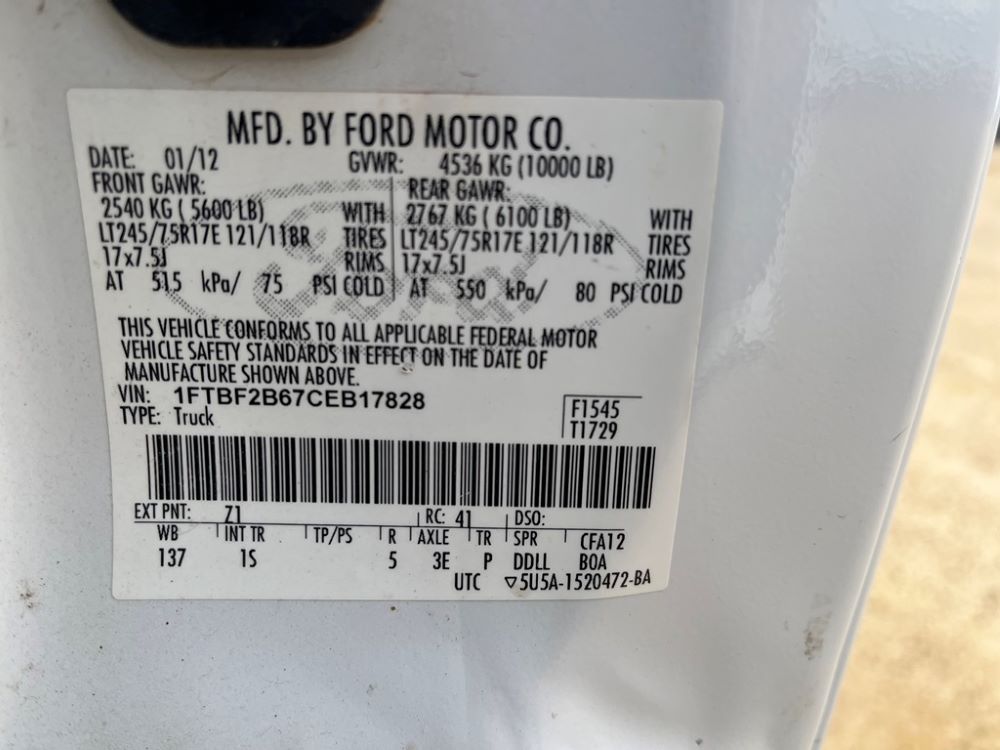 MFD. BY FORD MOTOR CO.
DATE: 01/12 GVWR: 4536 KG (10000 LB)
FRONT GAWR: REAR GAWR:
2540 KG ( 5600 LB) WITH 2767 KG ( 6100 LB) WITH
LT245/75R17E 121/118R TIRES LT245/75R17E 121/118R TIRES
17x7.5J RIMS 17x7.5J RIMS
AT 515 kPa/ 75 PSI COLD AT 550 kPa/ 80 PSI COLD
Ford
THIS VEHICLE CONFORMS TO ALL APPLICABLE FEDERAL MOTOR
VEHICLE SAFETY STANDARDS IN EFFECT ON THE DATE OF
MANUFACTURE SHOWN ABOVE.
VIN: 1FTBF2B67CEB17828
TYPE: Truck
F1545
T1729
EXT PNT: Z1 RC: 41 DSO:
WB INT TR TP/PS R AXLE TR SPR CFA12
137 1S 5 3E P DDLL BOA
UTC ▽5U5A-1520472-BA